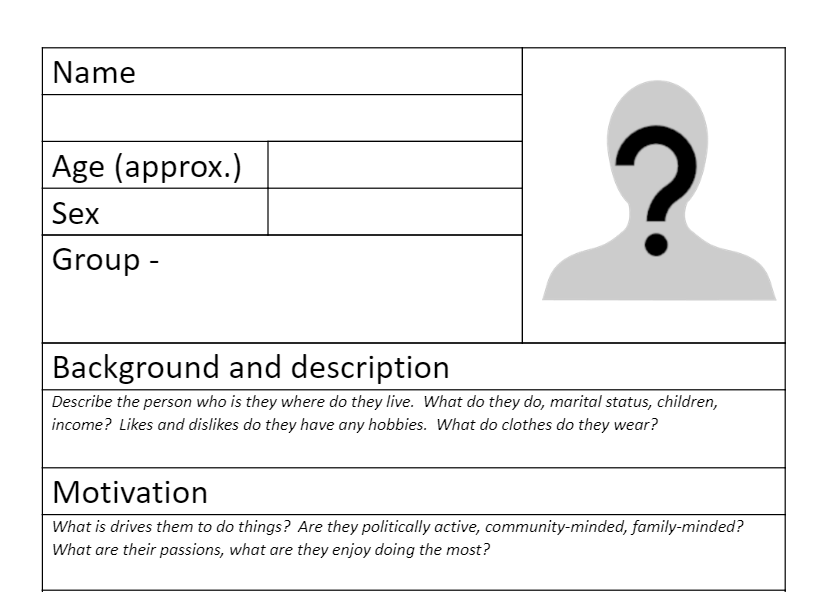 Name
Age (approx.)
Sex
Group -
?
Background and description
Describe the person who is they where do they live.  What do they do, marital status, children,
income?  Likes and dislikes do they have any hobbies.  What do clothes do they wear?
Motivation
What is drives them to do things?  Are they politically active, community-minded, family-minded?
What are their passions, what are they enjoy doing the most?